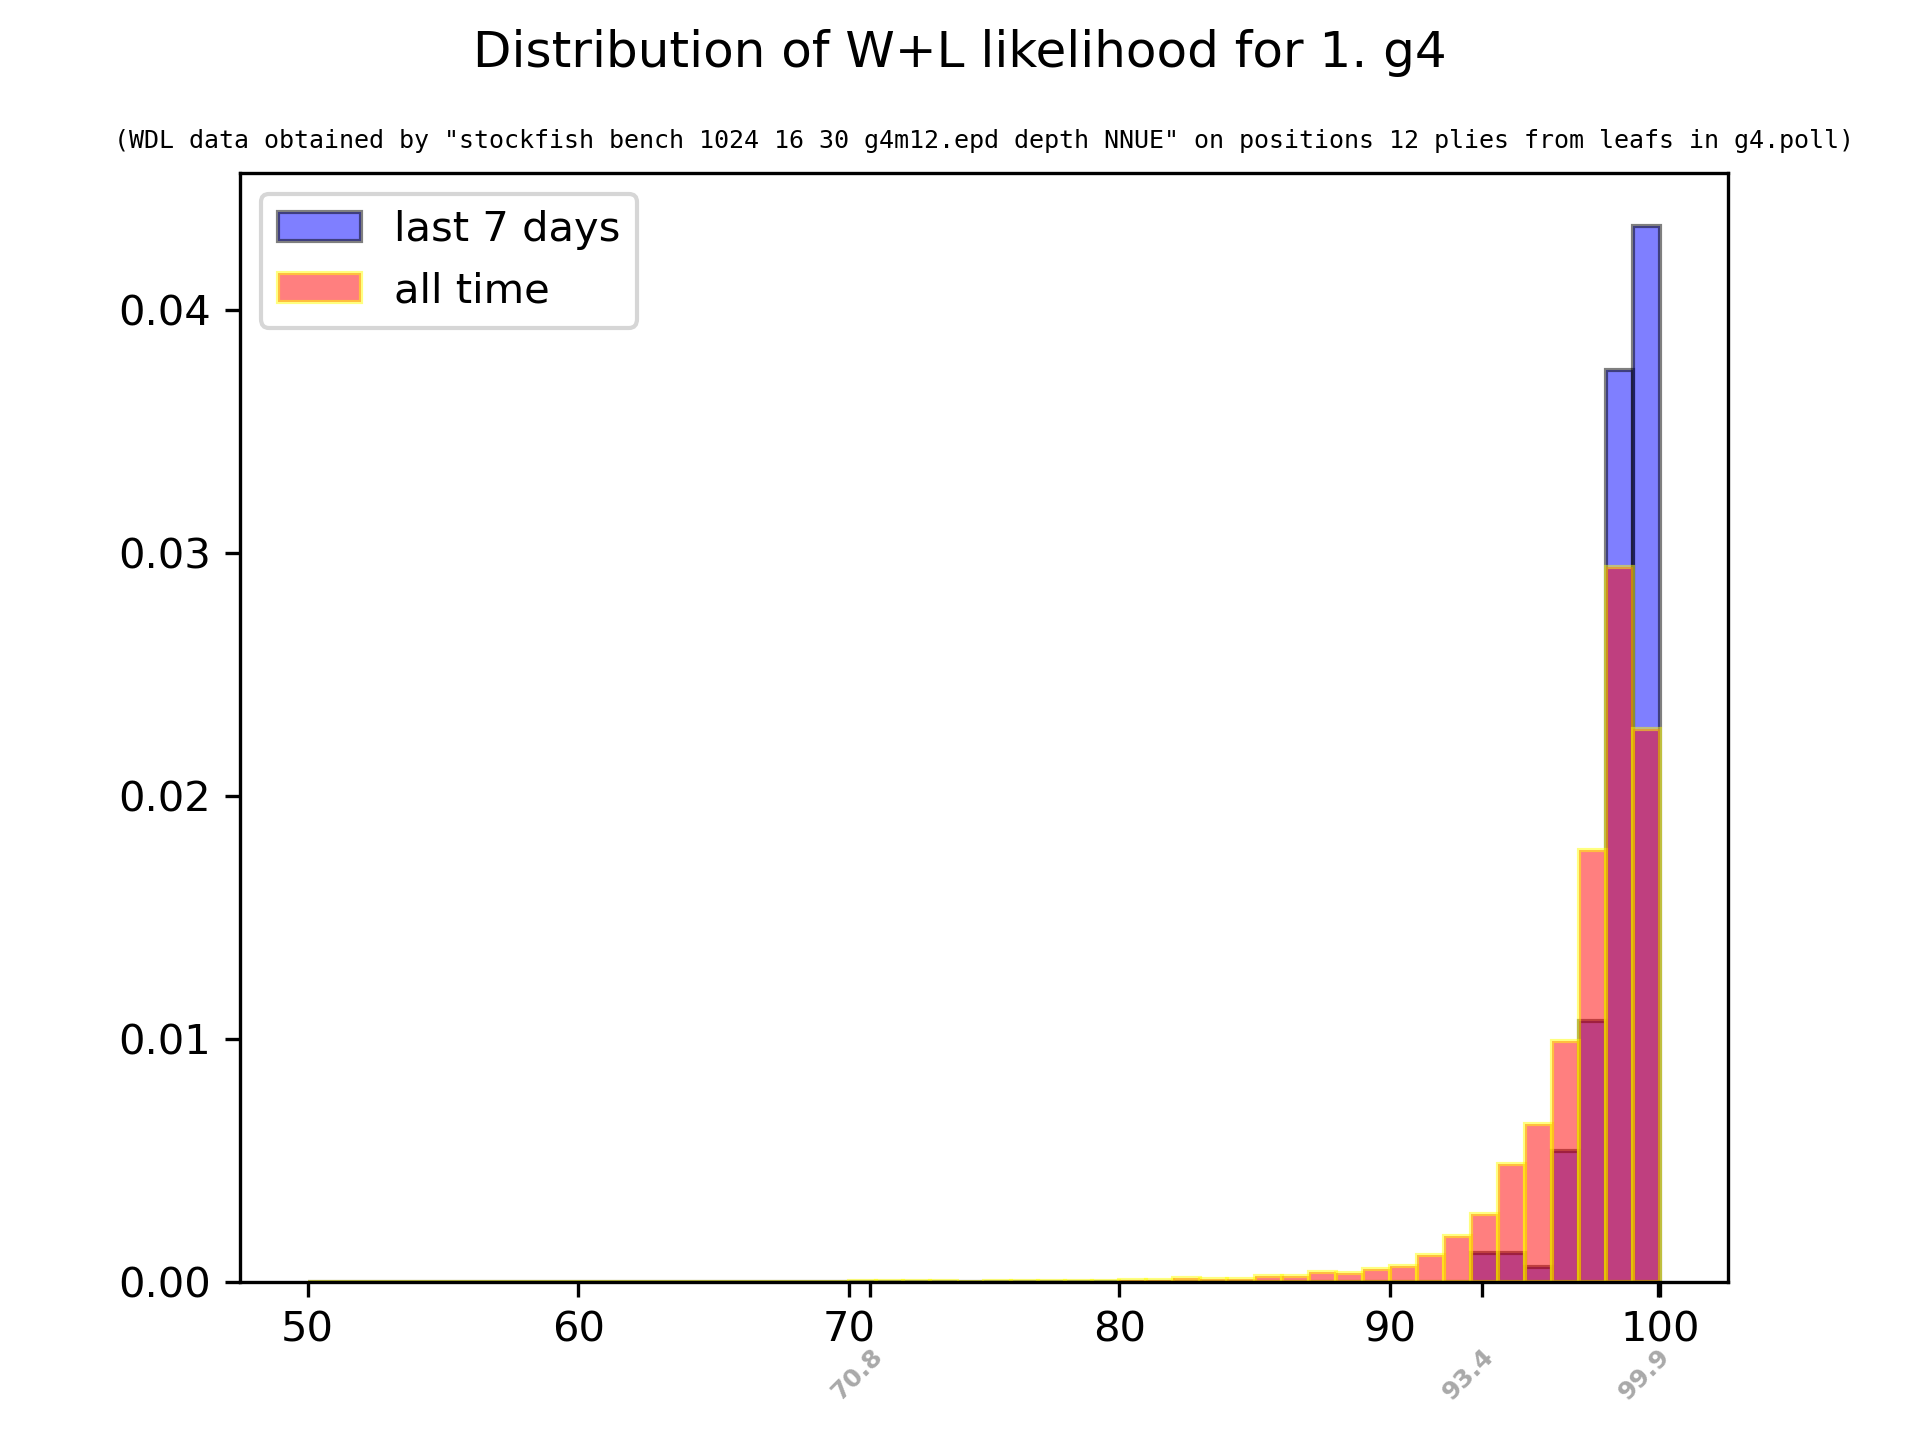 Distribution of W+L likelihood for 1. g4
(WDL data obtained by "stockfish bench 1024 16 30 g4m12.epd depth NNUE" on positions 12 plies from leafs in g4.poll)
last 7 days
all time
0.04
0.03
0.02
0.01
0.00
50 60 70 80 90 100
70.8 93.4 99.9